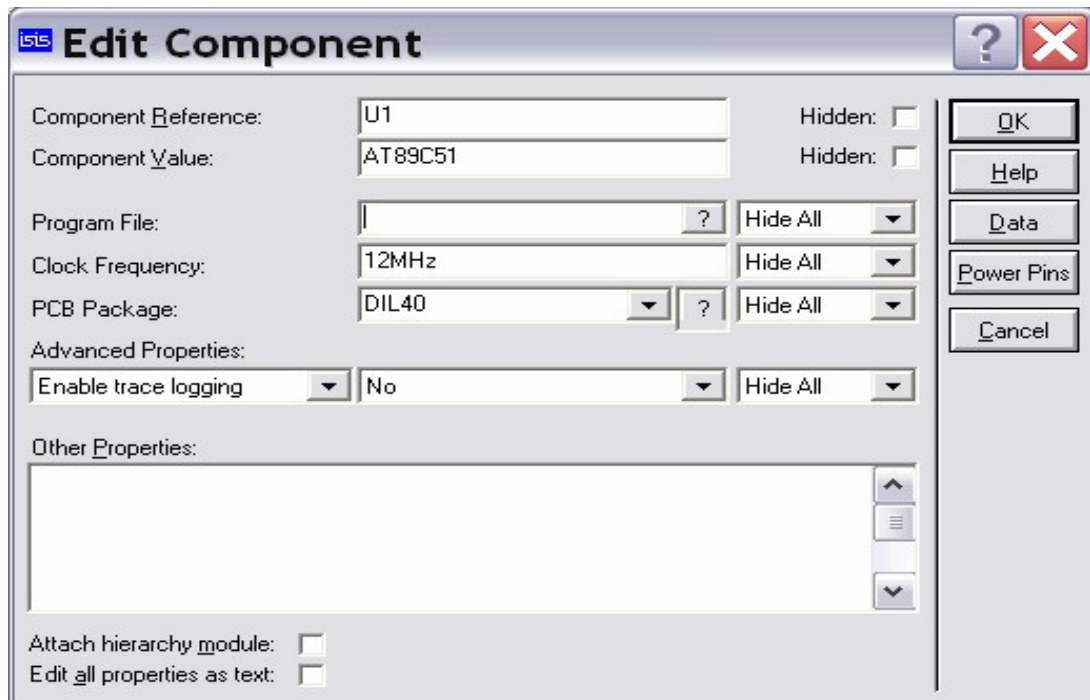 isis Edit Component ?
Component Reference: U1 Hidden: OK
Component Value: AT89C51 Hidden: Help
Program File: ? Hide All Data
Clock Frequency: 12MHz Hide All Power Pins
PCB Package: DIL40 ? Hide All Cancel
Advanced Properties:
Enable trace logging No Hide All
Other Properties:
Attach hierarchy module:
Edit all properties as text: